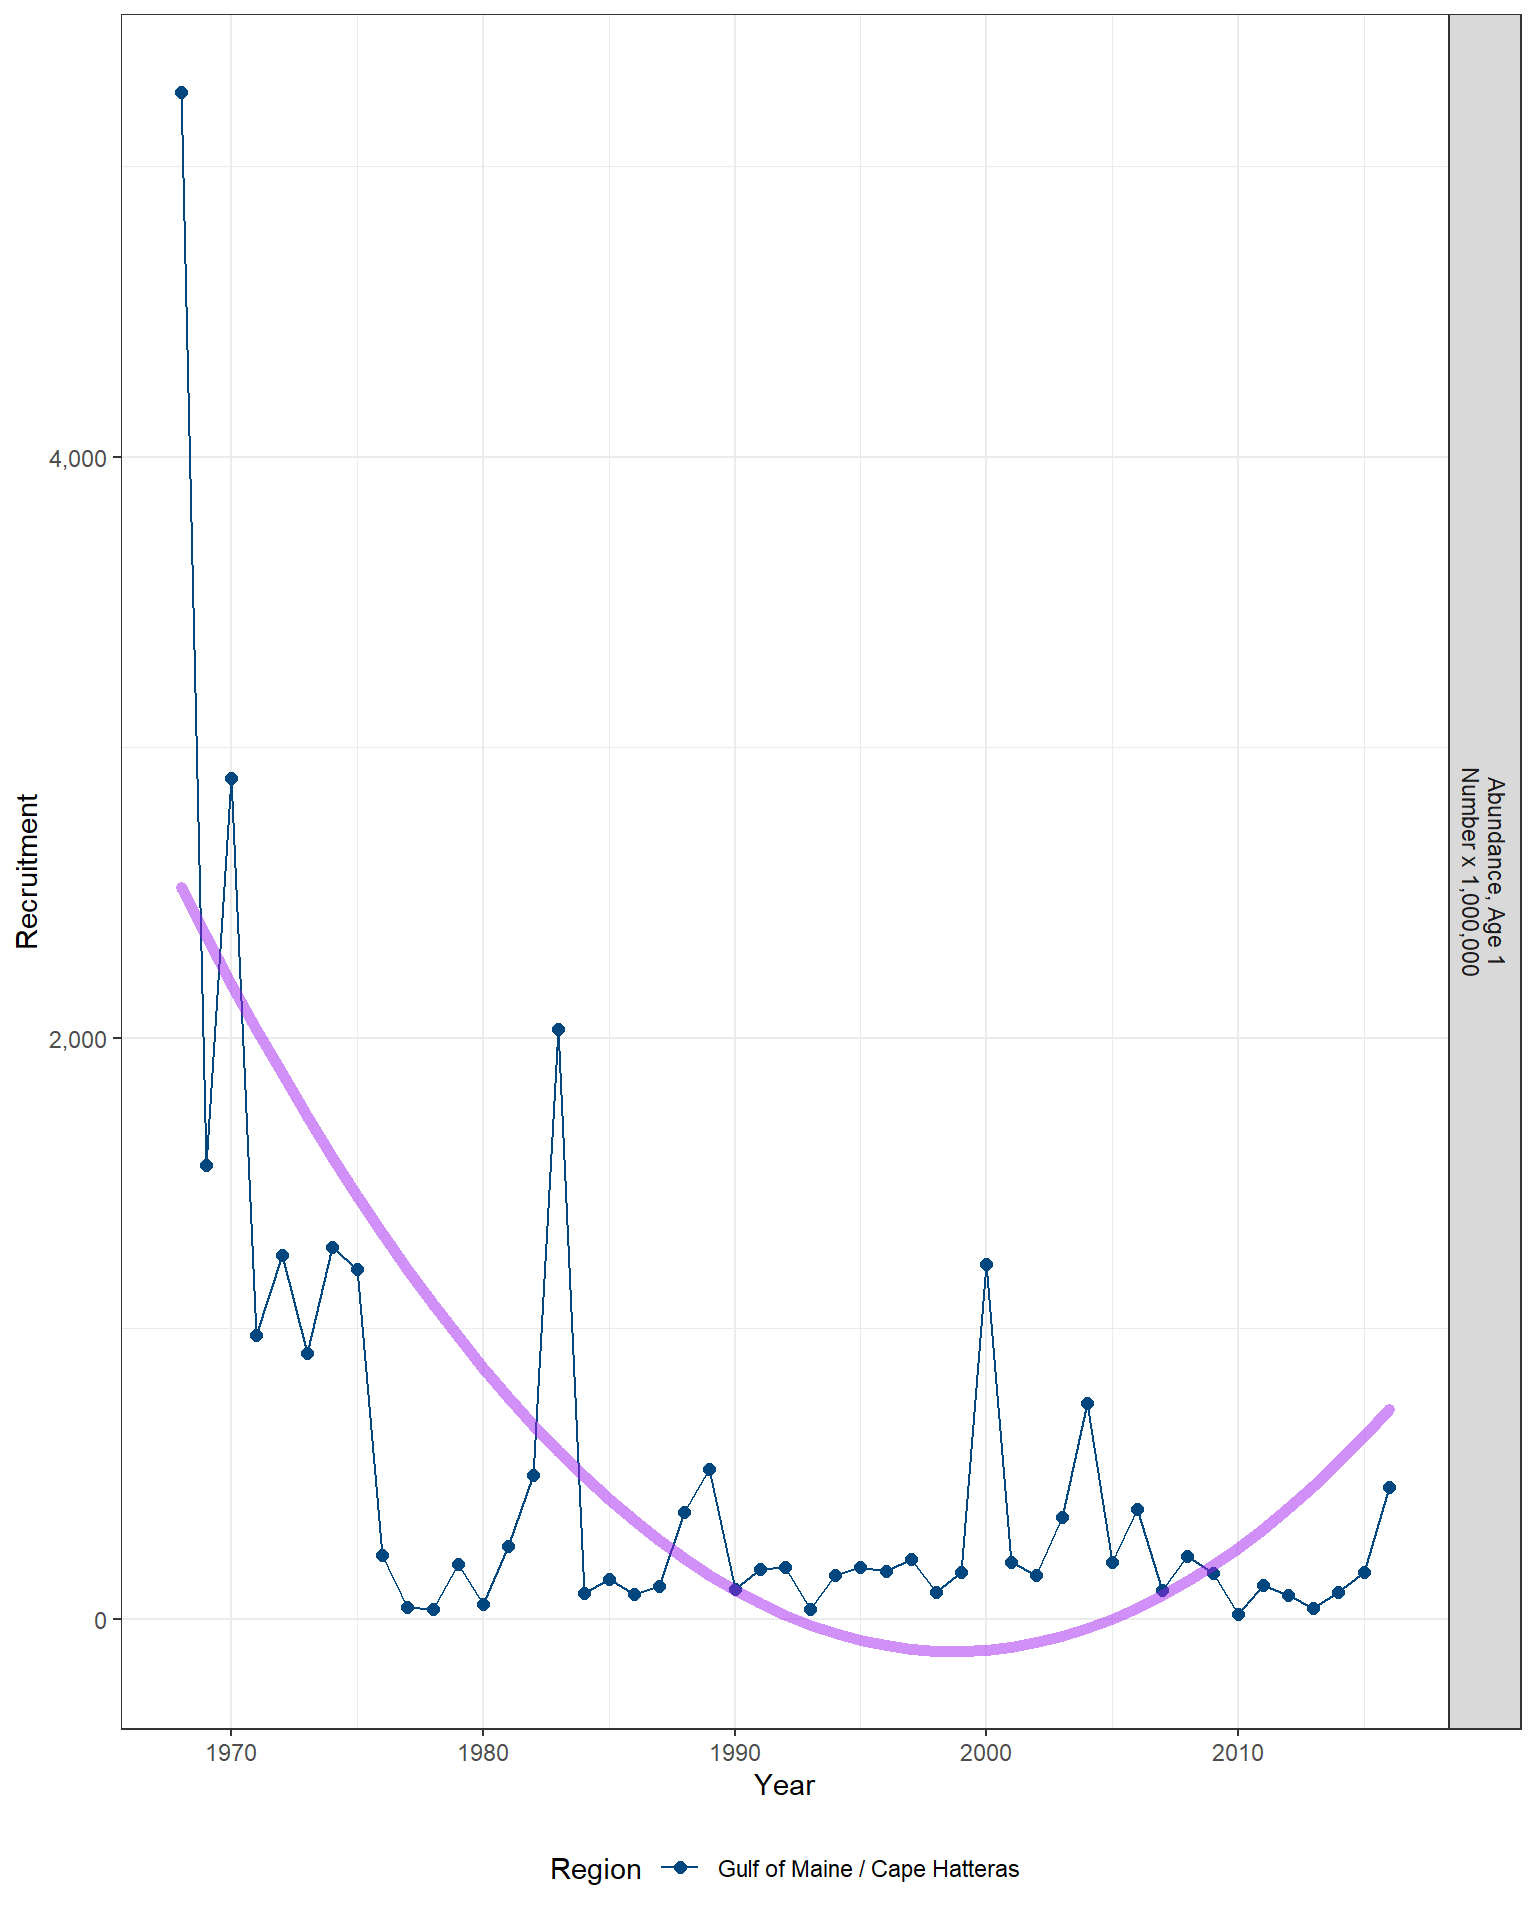 4,000
2,000
0
Recruitment
Abundance, Age 1
Number x 1,000,000
1970 1980 1990 2000 2010
Year
Region Gulf of Maine / Cape Hatteras